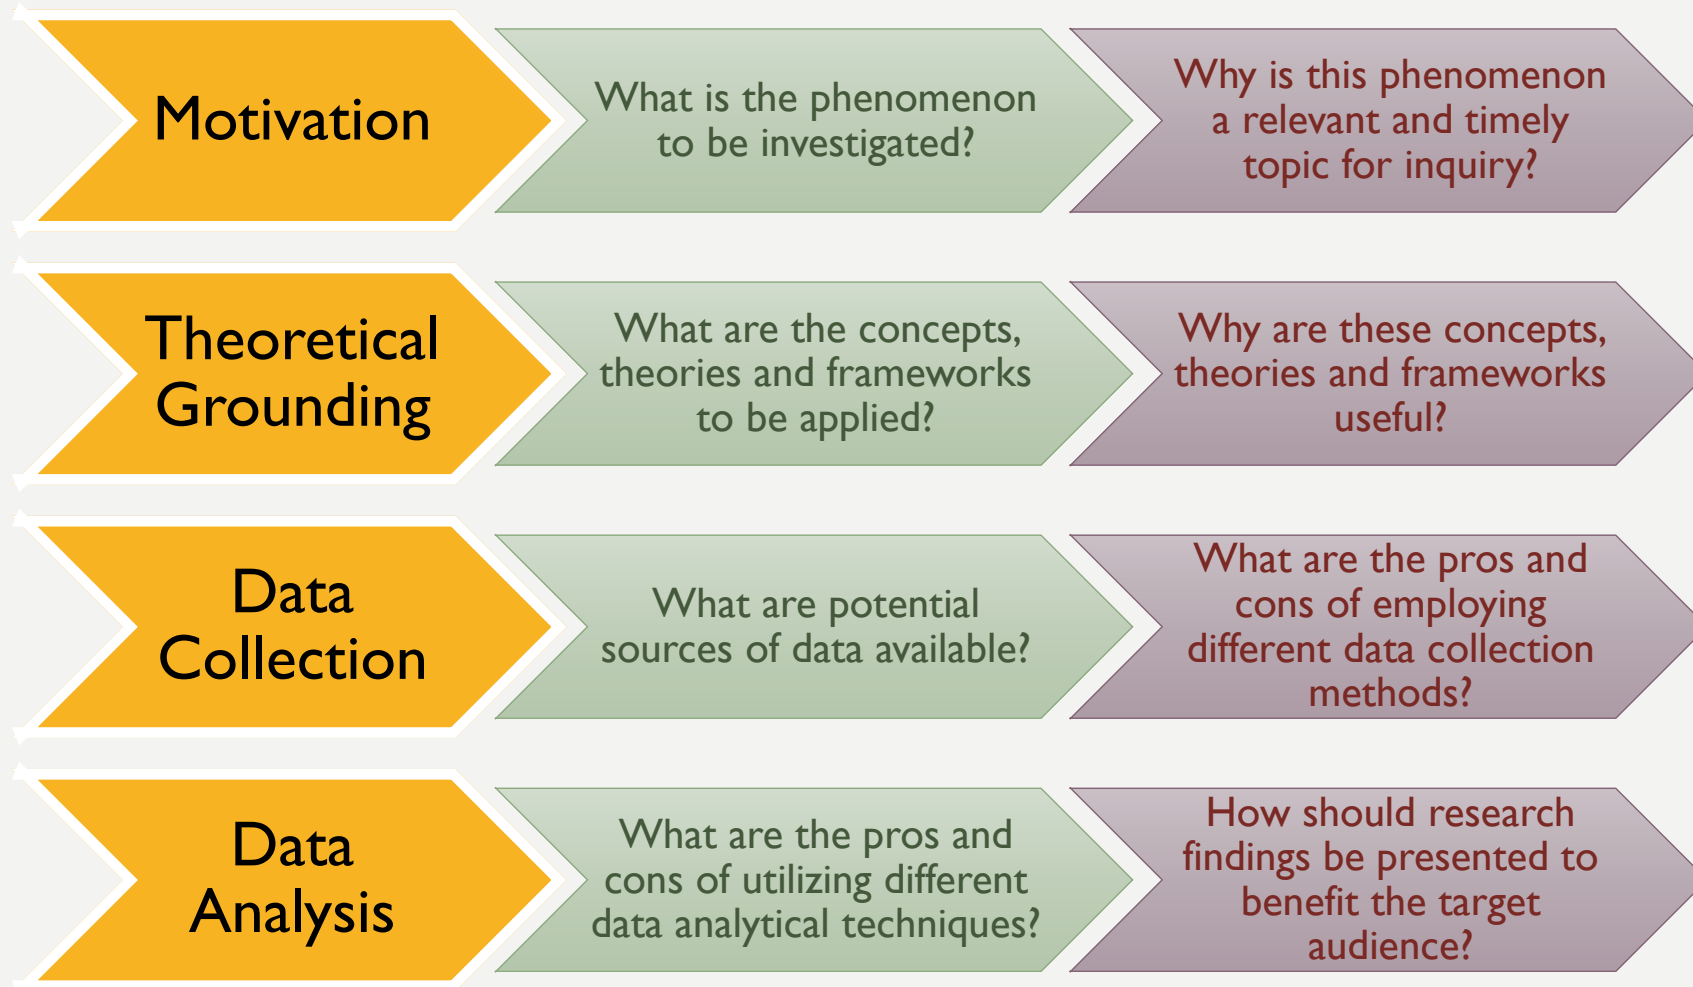 Motivation
What is the phenomenon
to be investigated?
Why is this phenomenon
a relevant and timely
topic for inquiry?
Theoretical
Grounding
What are the concepts,
theories and frameworks
to be applied?
Why are these concepts,
theories and frameworks
useful?
Data
Collection
What are potential
sources of data available?
What are the pros and
cons of employing
different data collection
methods?
Data
Analysis
What are the pros and
cons of utilizing different
data analytical techniques?
How should research
findings be presented to
benefit the target
audience?